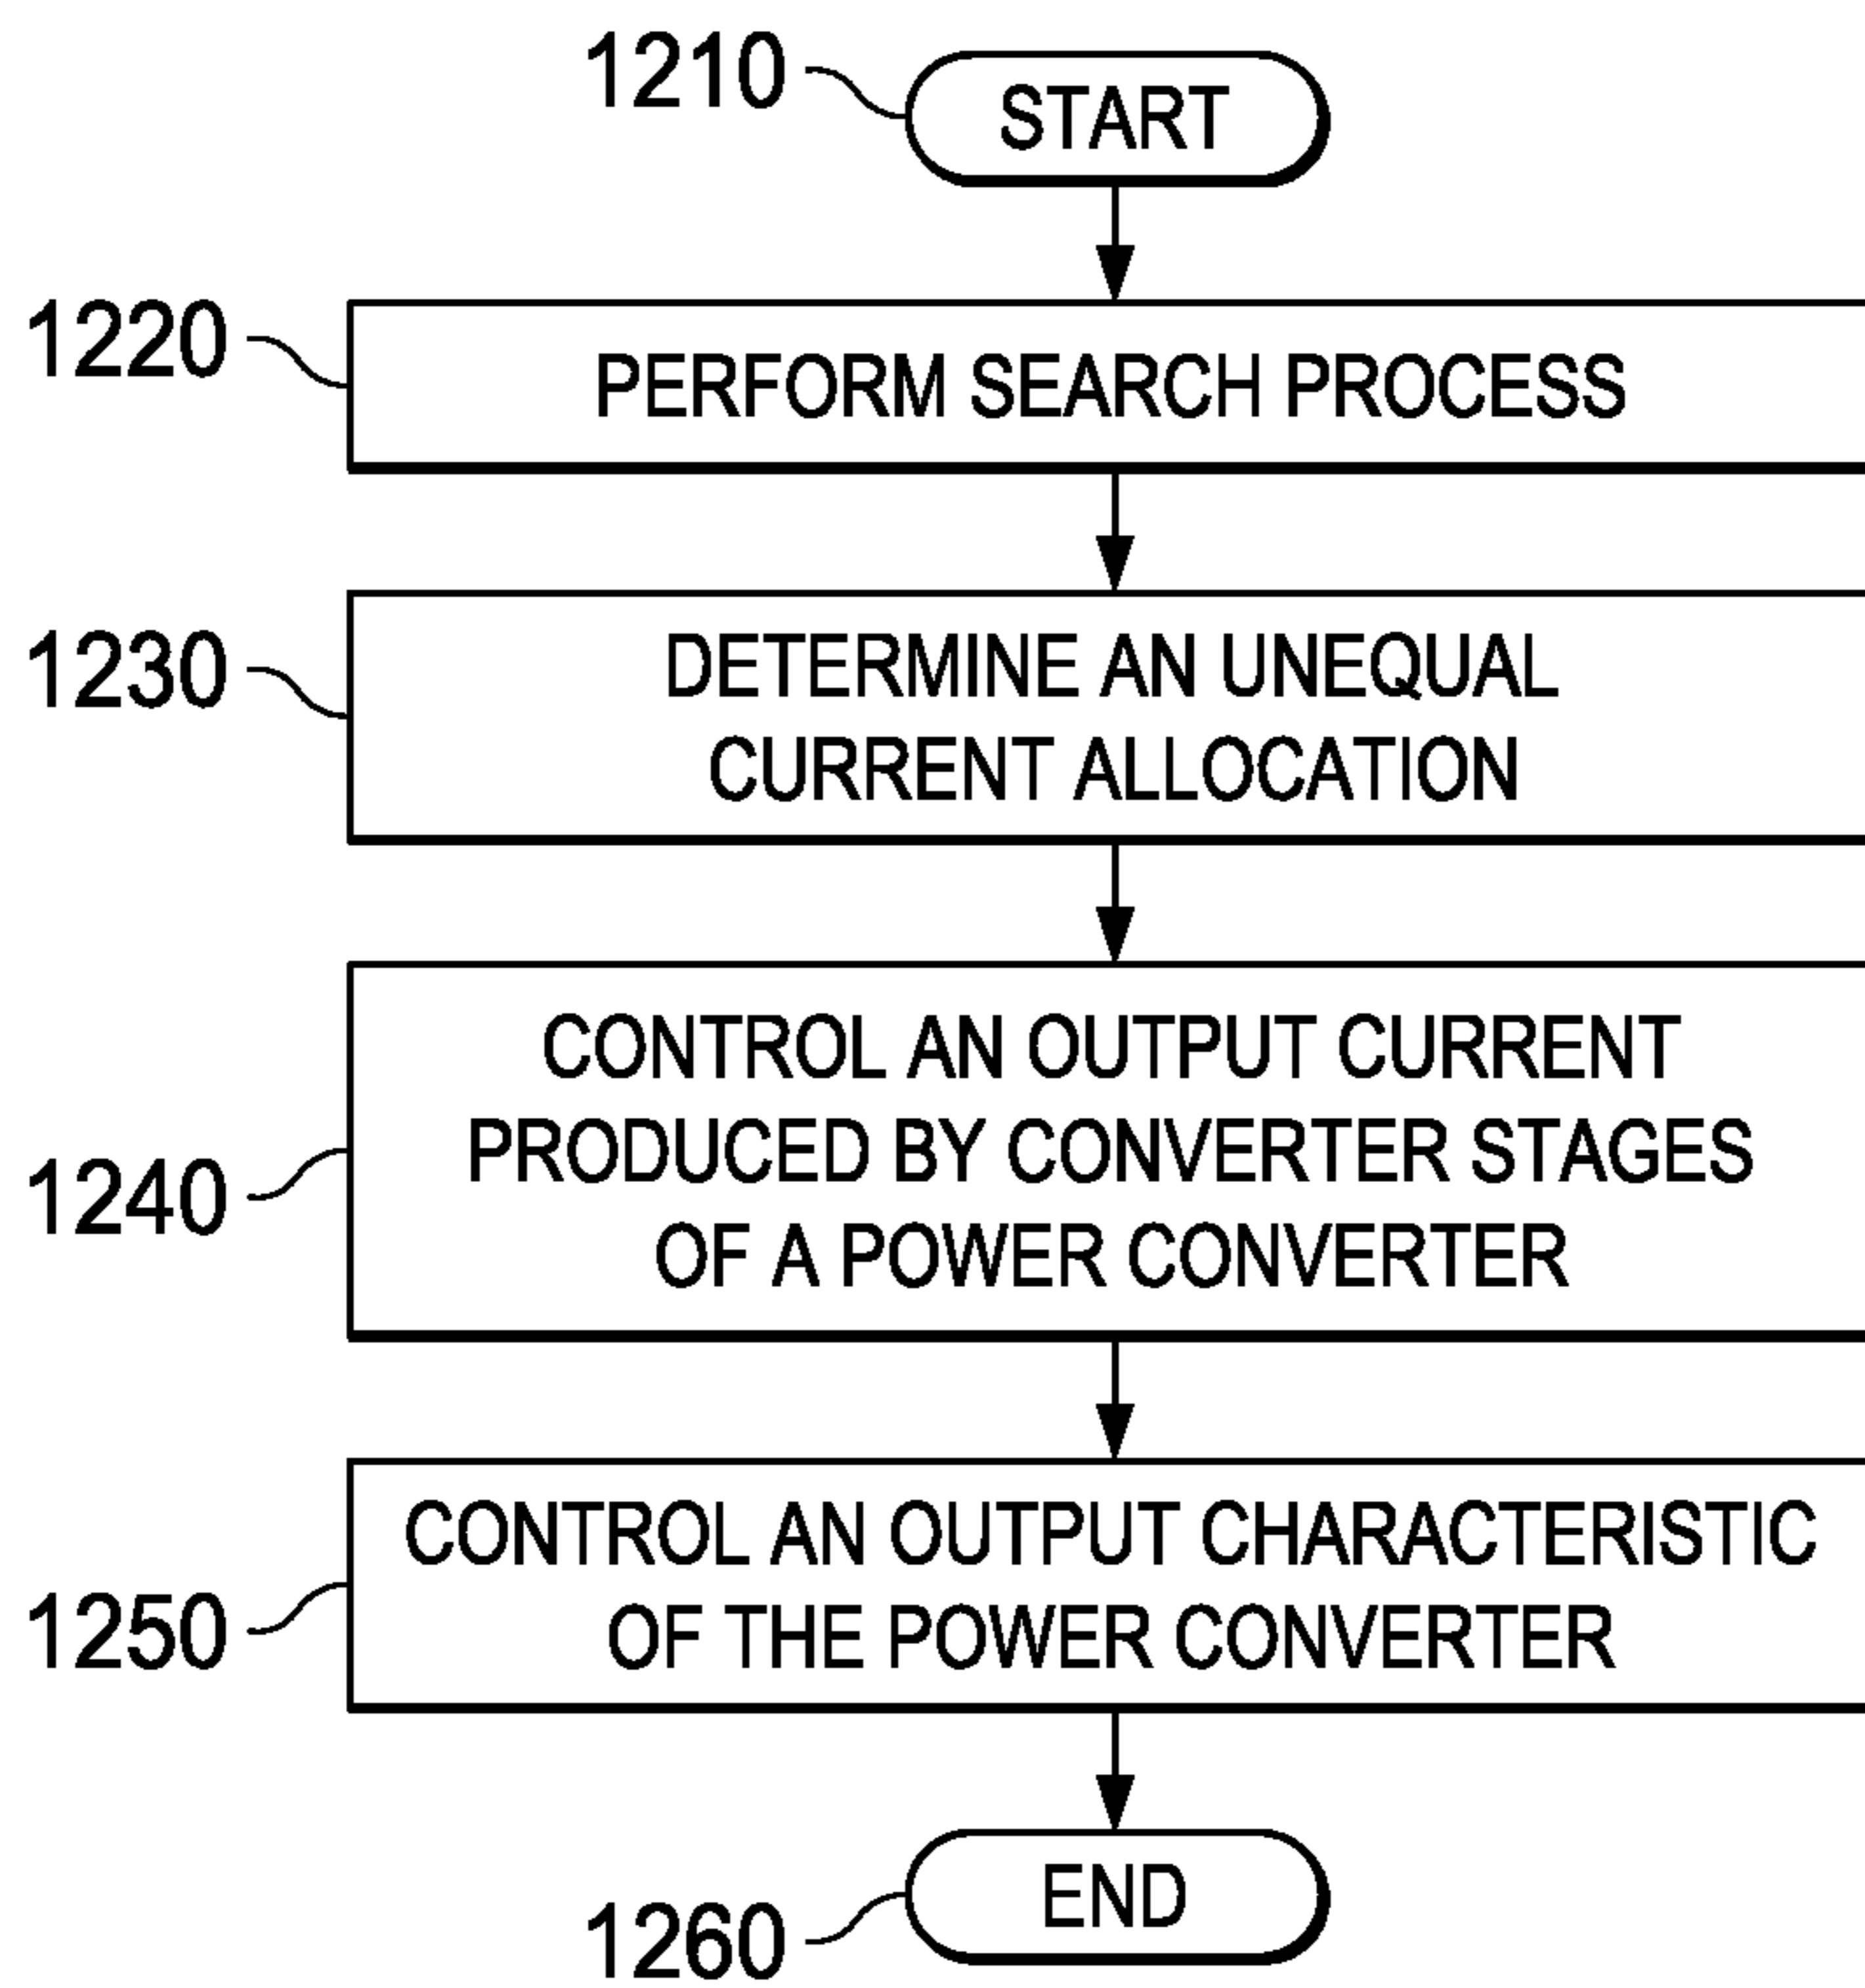 1210
START
1220
PERFORM SEARCH PROCESS
1230
DETERMINE AN UNEQUAL
CURRENT ALLOCATION
1240
CONTROL AN OUTPUT CURRENT
PRODUCED BY CONVERTER STAGES
OF A POWER CONVERTER
1250
CONTROL AN OUTPUT CHARACTERISTIC
OF THE POWER CONVERTER
1260
END